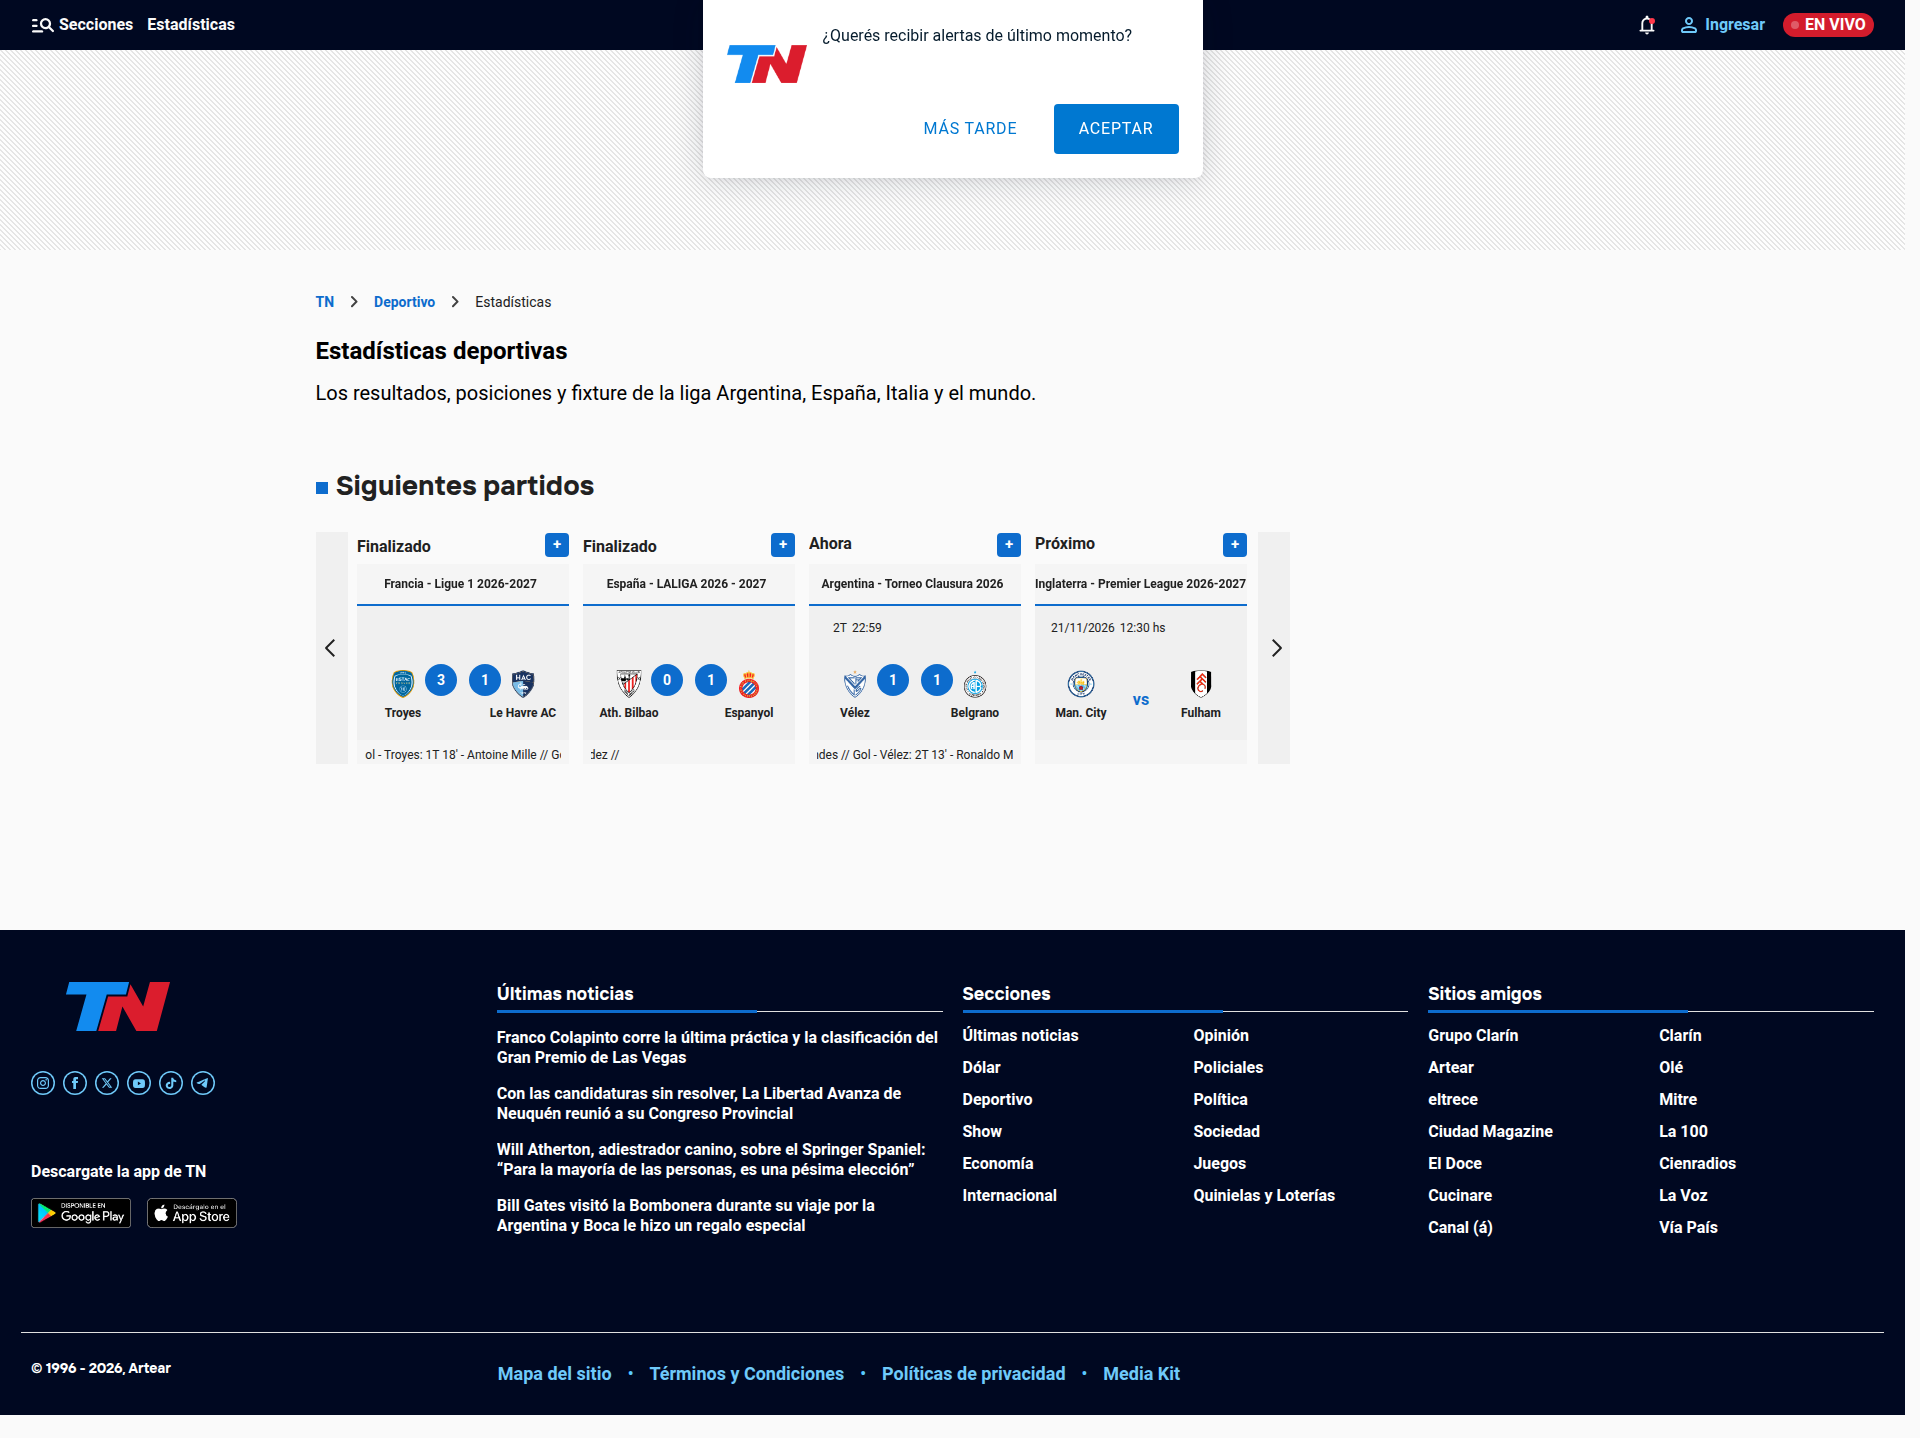 Secciones Estadísticas
¿Querés recibir alertas de último momento?
TN
MÁS TARDE ACEPTAR
Ingresar EN VIVO
TN Deportivo Estadísticas
Estadísticas deportivas
Los resultados, posiciones y fixture de la liga Argentina, España, Italia y el mundo.
Siguientes partidos
Finalizado +
Francia - Ligue 1 2026-2027
3 1
Troyes Le Havre AC
ol - Troyes: 1T 18' - Antoine Mille // G
Finalizado +
España - LALIGA 2026 - 2027
0 1
Ath. Bilbao Espanyol
dez //
Ahora +
Argentina - Torneo Clausura 2026
2T 22:59
1 1
Vélez Belgrano
des // Gol - Vélez: 2T 13' - Ronaldo M
Próximo +
Inglaterra - Premier League 2026-2027
21/11/2026 12:30 hs
vs
Man. City Fulham
TN
Descargate la app de TN
DISPONIBLE EN
Google Play
Descárgalo en el
App Store
Últimas noticias
Franco Colapinto corre la última práctica y la clasificación del
Gran Premio de Las Vegas
Con las candidaturas sin resolver, La Libertad Avanza de
Neuquén reunió a su Congreso Provincial
Will Atherton, adiestrador canino, sobre el Springer Spaniel:
“Para la mayoría de las personas, es una pésima elección”
Bill Gates visitó la Bombonera durante su viaje por la
Argentina y Boca le hizo un regalo especial
Secciones
Últimas noticias Opinión
Dólar Policiales
Deportivo Política
Show Sociedad
Economía Juegos
Internacional Quinielas y Loterías
Sitios amigos
Grupo Clarín Clarín
Artear Olé
eltrece Mitre
Ciudad Magazine La 100
El Doce Cienradios
Cucinare La Voz
Canal (á) Vía País
© 1996 - 2026, Artear
Mapa del sitio • Términos y Condiciones • Políticas de privacidad • Media Kit